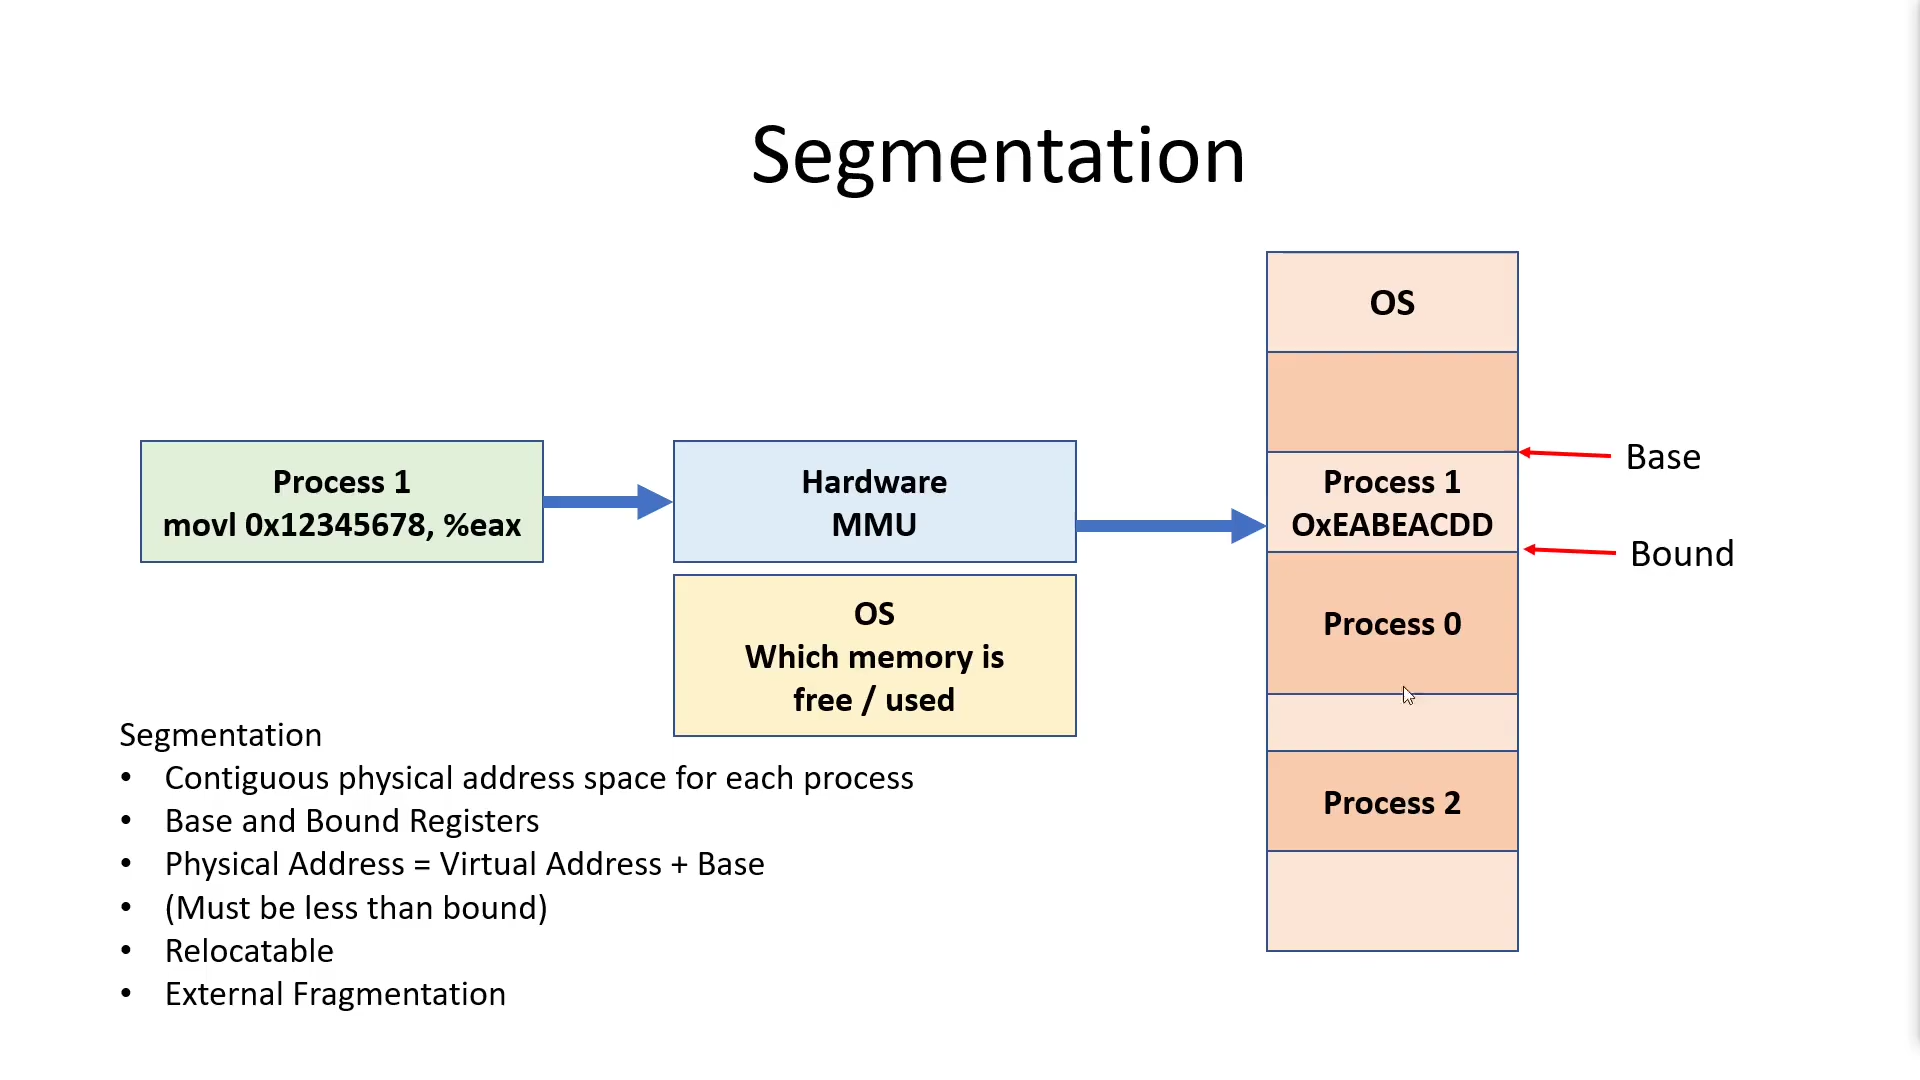 Segmentation
OS
Process 1
movl 0x12345678, %eax
Hardware
MMU
Process 1
OxEABEACDD
Base
Bound
OS
Which memory is
free / used
Process 0
Process 2
Segmentation
• Contiguous physical address space for each process
• Base and Bound Registers
• Physical Address = Virtual Address + Base
• (Must be less than bound)
• Relocatable
• External Fragmentation